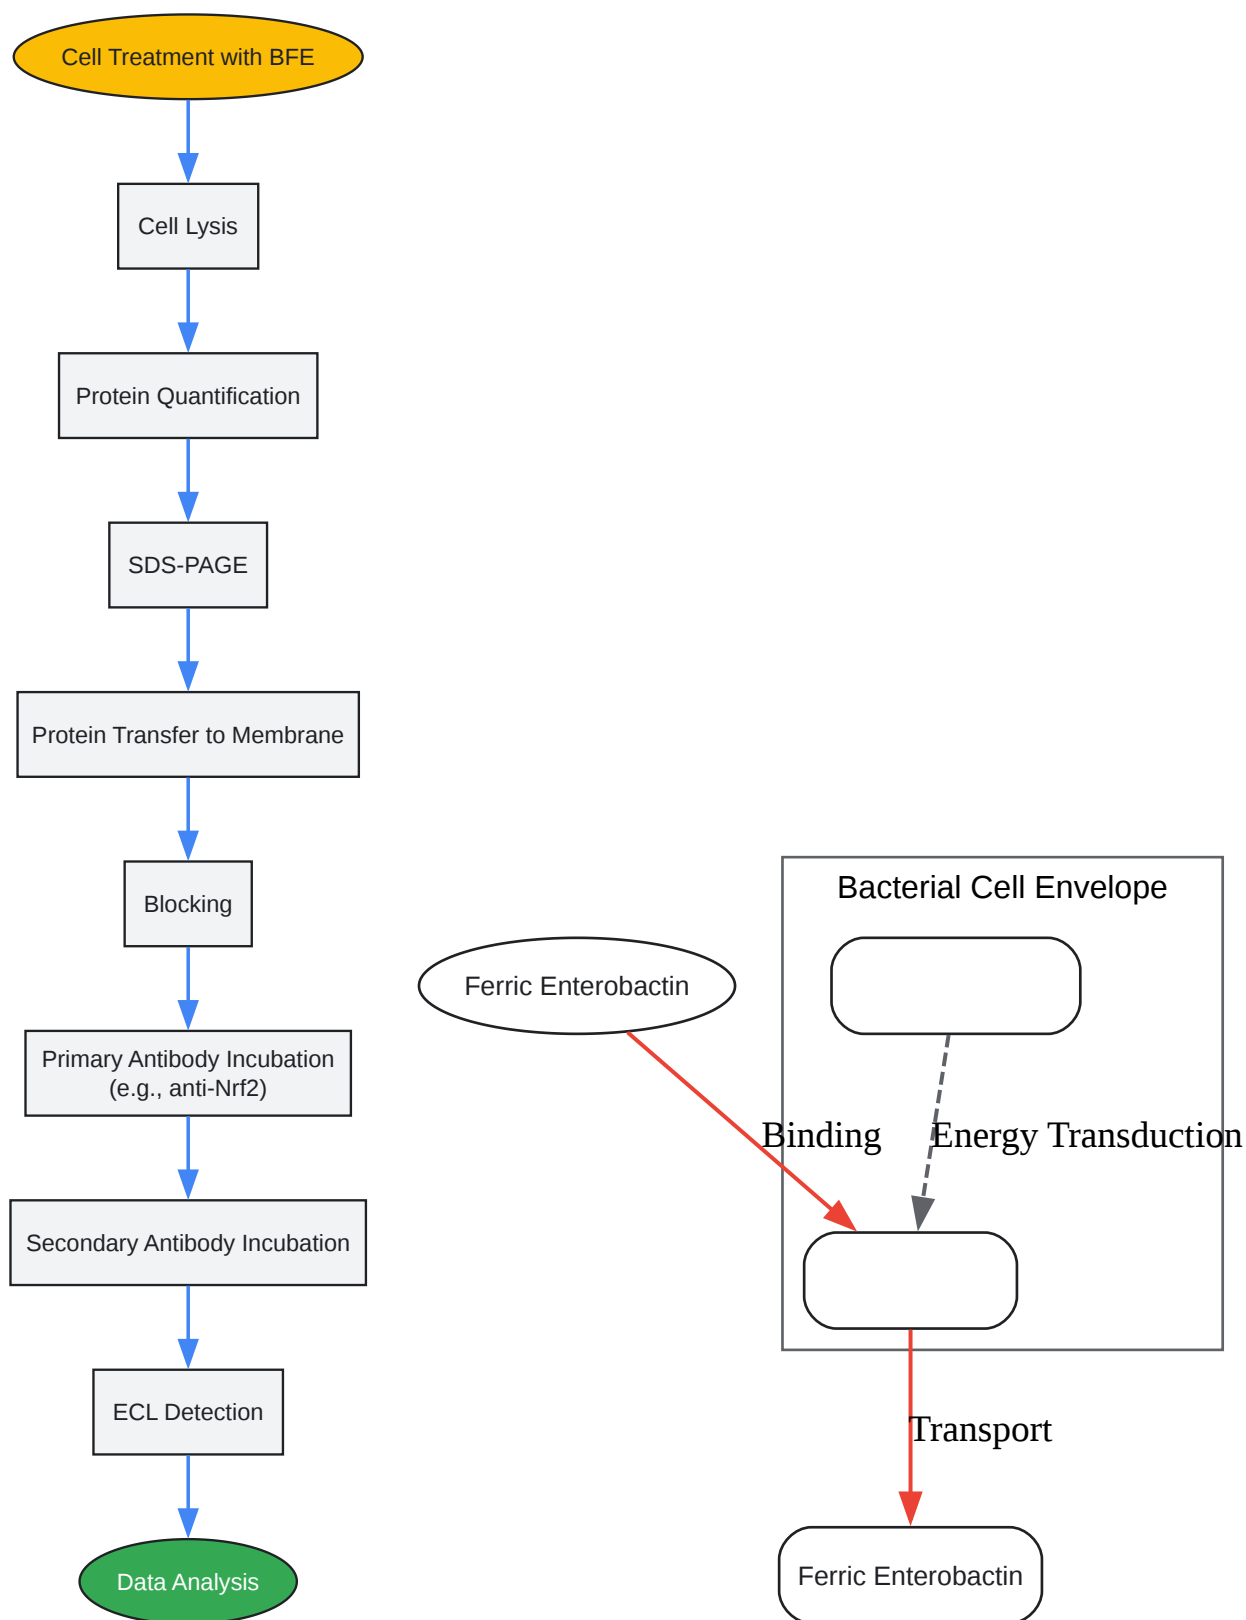 Cell Treatment with BFE
Cell Lysis
Protein Quantification
SDS-PAGE
Protein Transfer to Membrane
Blocking
Primary Antibody Incubation
(e.g., anti-Nrf2)
Secondary Antibody Incubation
ECL Detection
Data Analysis
Bacterial Cell Envelope
Ferric Enterobactin
Binding
Energy Transduction
Transport
Ferric Enterobactin